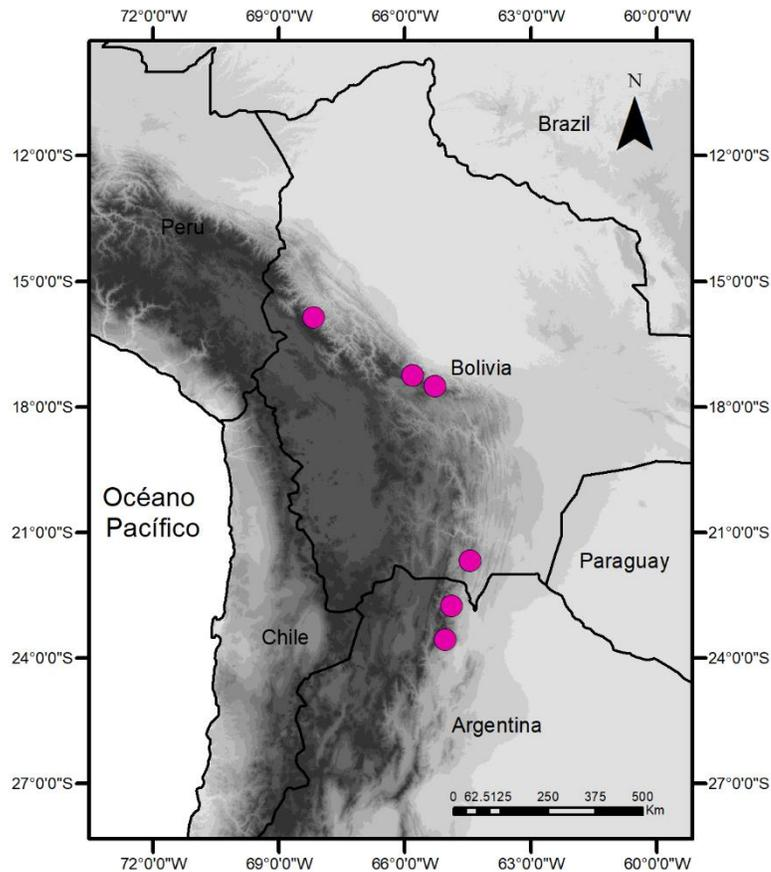 72°0'0"W 69°0'0"W 66°0'0"W 63°0'0"W 60°0'0"W
N
Brazil
12°0'0"S 12°0'0"S
Peru
15°0'0"S 15°0'0"S
Bolivia
18°0'0"S 18°0'0"S
Océano
Pacífico
21°0'0"S 21°0'0"S
Paraguay
Chile
24°0'0"S 24°0'0"S
Argentina
27°0'0"S 27°0'0"S
0 62.5125 250 375 500
Km
72°0'0"W 69°0'0"W 66°0'0"W 63°0'0"W 60°0'0"W